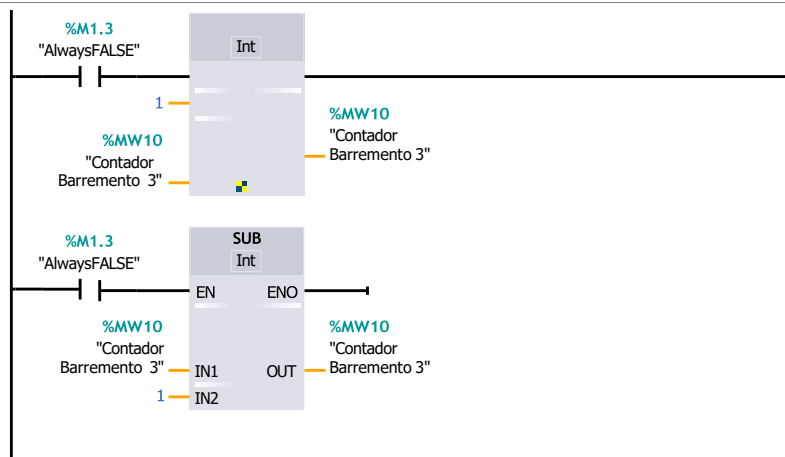 %M1.3
"AlwaysFALSE"
Int
1
%MW10
"Contador
Barremento 3"
%MW10
"Contador
Barremento 3"
%M1.3
"AlwaysFALSE"
SUB
Int
EN
ENO
%MW10
"Contador
Barremento 3"
IN1
1
IN2
OUT
%MW10
"Contador
Barremento 3"